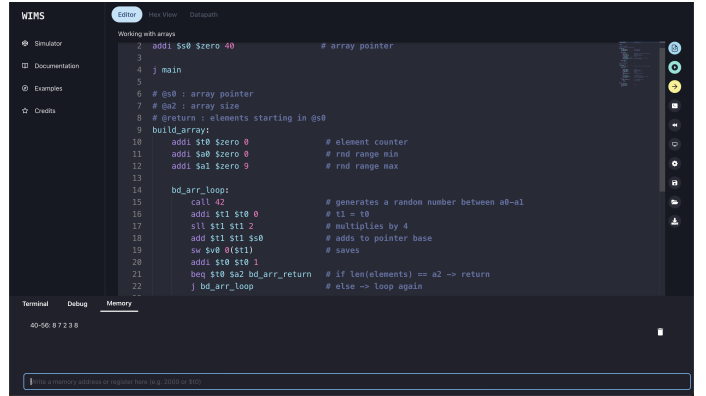 WIMS
Editor Hex View Datapath
Simulator
Documentation
Examples
Credits
Working with arrays
2 addi $s0 $zero 40 # array pointer
3
4 j main
5
6 # @s0 : array pointer
7 # @a2 : array size
8 # @return : elements starting in @s0
9 build_array:
10 addi $t0 $zero 0 # element counter
11 addi $a0 $zero 0 # rnd range min
12 addi $a1 $zero 9 # rnd range max
13
14 bd_arr_loop:
15 call 42 # generates a random number between a0-a1
16 addi $t1 $t0 0 # t1 = t0
17 sll $t1 $t1 2 # multiplies by 4
18 add $t1 $t1 $s0 # adds to pointer base
19 sw $v0 0($t1) # saves
20 addi $t0 $t0 1
21 beq $t0 $a2 bd_arr_return # if len(elements) == a2 -> return
22 j bd_arr_loop # else -> loop again
Terminal Debug Memory
40-56: 8 7 2 3 8
Write a memory address or register here (e.g. 2000 or $t0)